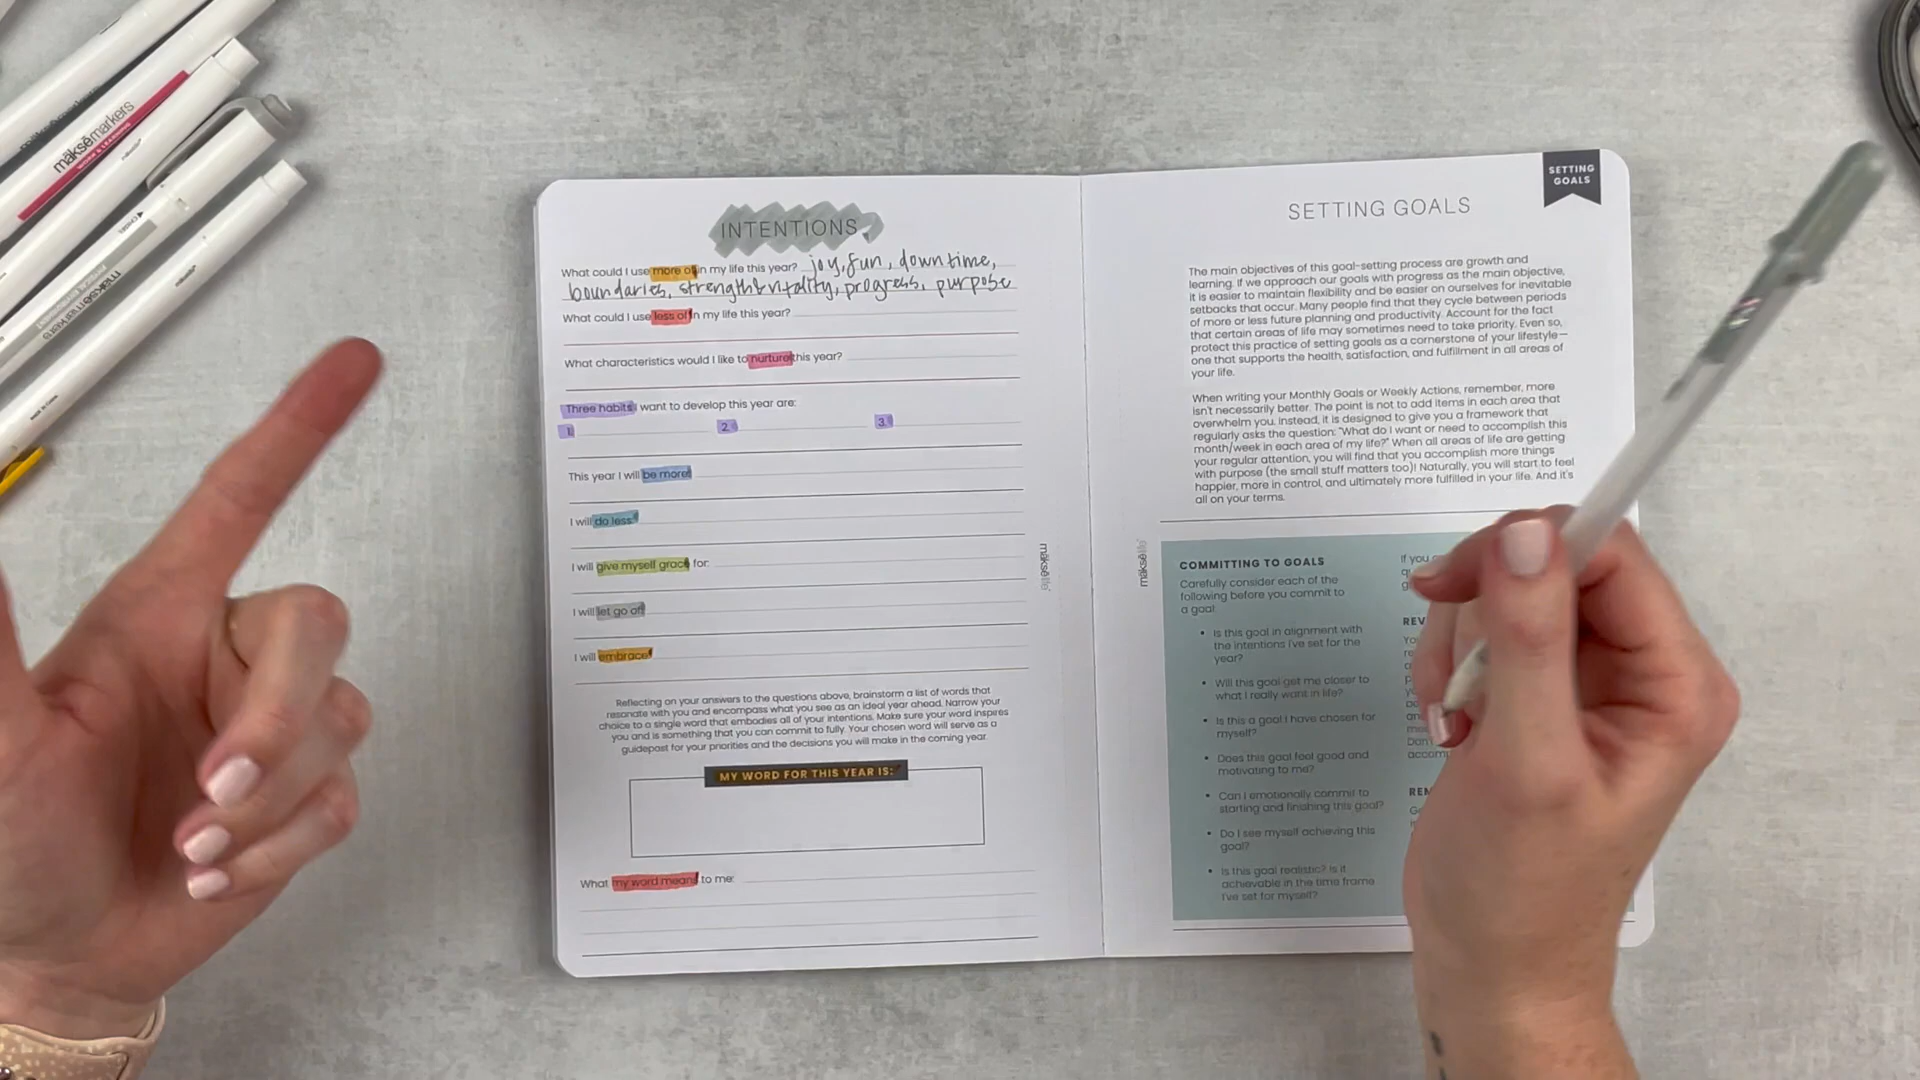 mäksēmarkers
INTENTIONS
What could I use more of in my life this year? joy, fun, down time,
boundaries, strength & vitality, progress, purpose
What could I use less of in my life this year?
What characteristics would I like to nurture this year?
Three habits I want to develop this year are:
1. 2. 3.
This year I will be more
I will do less
I will give myself grace for:
I will let go of
I will embrace
Reflecting on your answers to the questions above, brainstorm a list of words that
resonate with you and encompass what you see as an ideal year ahead. Narrow your
choice to a single word that embodies all of your intentions. Make sure your word inspires
you and is something that you can commit to fully. Your chosen word will serve as a
guidepost for your priorities and the decisions you will make in the coming year.
MY WORD FOR THIS YEAR IS:
What my word means to me:
mäksēlife
mäksēlife
SETTING
GOALS
SETTING GOALS
The main objectives of this goal-setting process are growth and
learning. If we approach our goals with progress as the main objective,
it is easier to maintain flexibility and be easier on ourselves for inevitable
setbacks that occur. Many people find that they cycle between periods
of more or less future planning and productivity. Account for the fact
that certain areas of life may sometimes need to take priority. Even so,
protect this practice of setting goals as a cornerstone of your lifestyle—
one that supports the health, satisfaction, and fulfillment in all areas of
your life.
When writing your Monthly Goals or Weekly Actions, remember, more
isn't necessarily better. The point is not to add items in each area that
overwhelm you. Instead, it is designed to give you a framework that
regularly asks the question: "What do I want or need to accomplish this
month/week in each area of my life?" When all areas of life are getting
your regular attention, you will find that you accomplish more things
with purpose (the small stuff matters too)! Naturally, you will start to feel
happier, more in control, and ultimately more fulfilled in your life. And it's
all on your terms.
COMMITTING TO GOALS
Carefully consider each of the
following before you commit to
a goal:
• Is this goal in alignment with
the intentions I've set for the
year?
• Will this goal get me closer to
what I really want in life?
• Is this a goal I have chosen for
myself?
• Does this goal feel good and
motivating to me?
• Can I emotionally commit to
starting and finishing this goal?
• Do I see myself achieving this
goal?
• Is this goal realistic? Is it
achievable in the time frame
I've set for myself?
If you
REV
REM